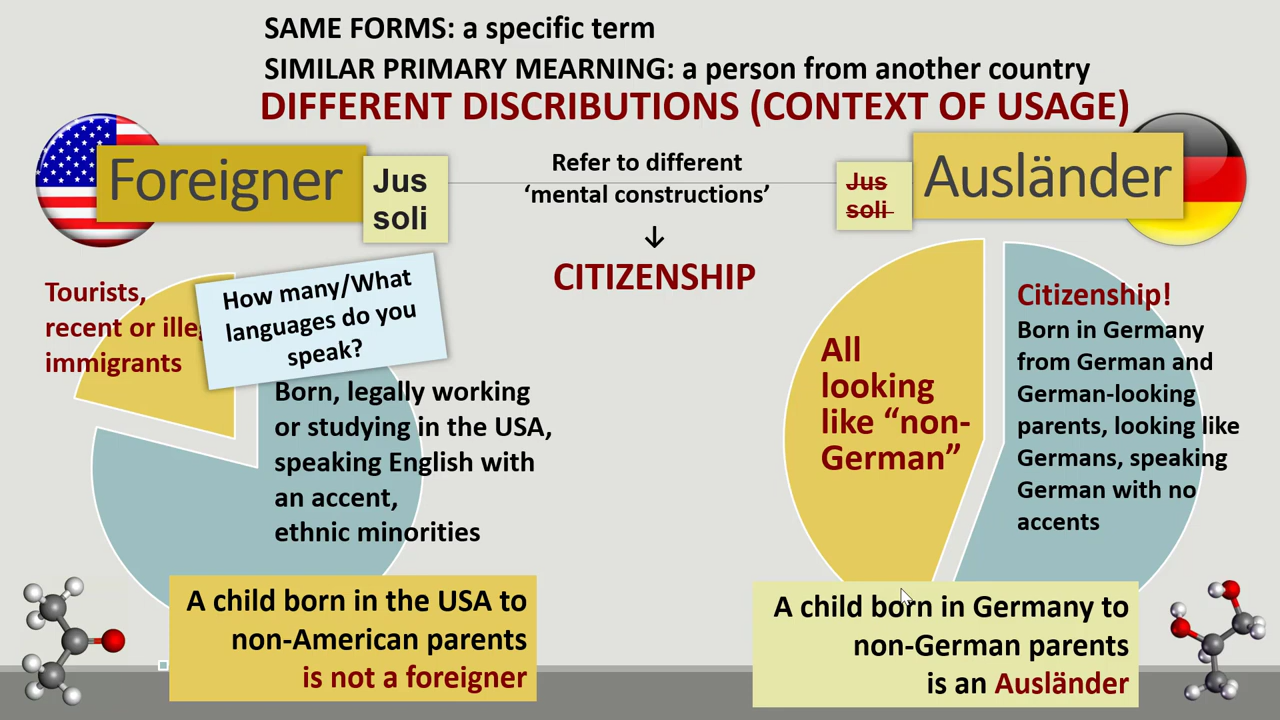 SAME FORMS: a specific term
SIMILAR PRIMARY MEARNING: a person from another country
DIFFERENT DISCRIBUTIONS (CONTEXT OF USAGE)
Foreigner
Jus
soli
Refer to different
‘mental constructions’
↓
CITIZENSHIP
Jus
soli
Ausländer
Tourists,
recent or illeg
immigrants
How many/What
languages do you
speak?
Born, legally working
or studying in the USA,
speaking English with
an accent,
ethnic minorities
All
looking
like “non-
German”
Citizenship!
Born in Germany
from German and
German-looking
parents, looking like
Germans, speaking
German with no
accents
A child born in the USA to
non-American parents
is not a foreigner
A child born in Germany to
non-German parents
is an Ausländer